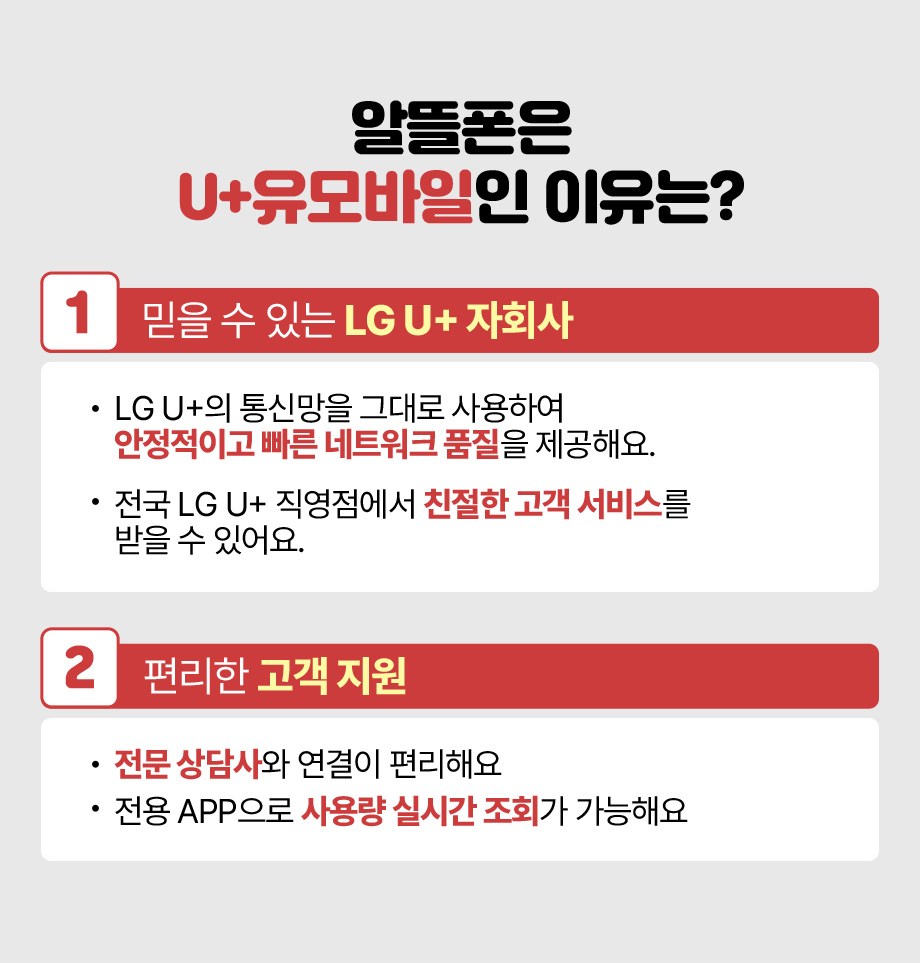 알뜰폰은
U+유모바일인 이유는?
1
믿을 수 있는 LG U+ 자회사
• LG U+의 통신망을 그대로 사용하여
안정적이고 빠른 네트워크 품질을 제공해요.
• 전국 LG U+ 직영점에서 친절한 고객 서비스를
받을 수 있어요.
2
편리한 고객 지원
• 전문 상담사와 연결이 편리해요
• 전용 APP으로 사용량 실시간 조회가 가능해요